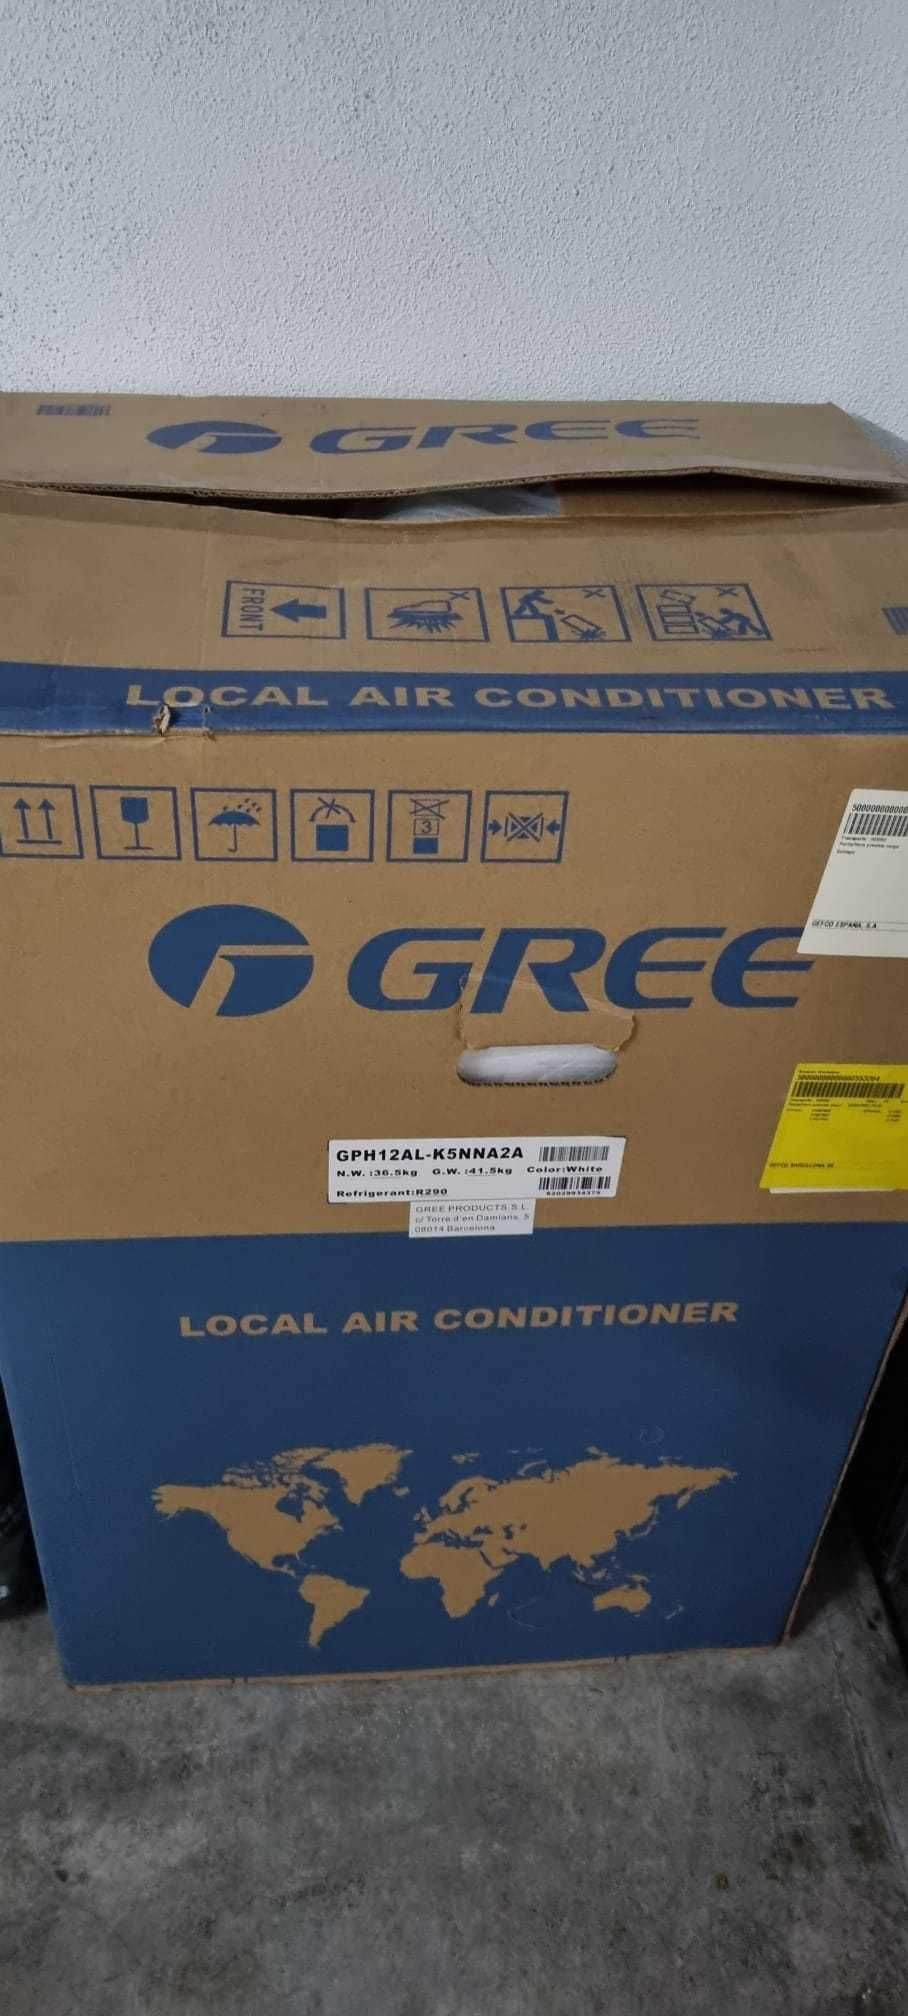 GREE
FRONT
LOCAL AIR CONDITIONER
3
GREE
GEFCO ESPAÑA, S.A.
GPH12AL-K5NNA2A
N.W.:36.5kg G.W.:41.5kg Color:White
Refrigerant:R290
GREE PRODUCTS S.L.
c/ Torre d'en Damians, 5
08014 Barcelona
LOCAL AIR CONDITIONER